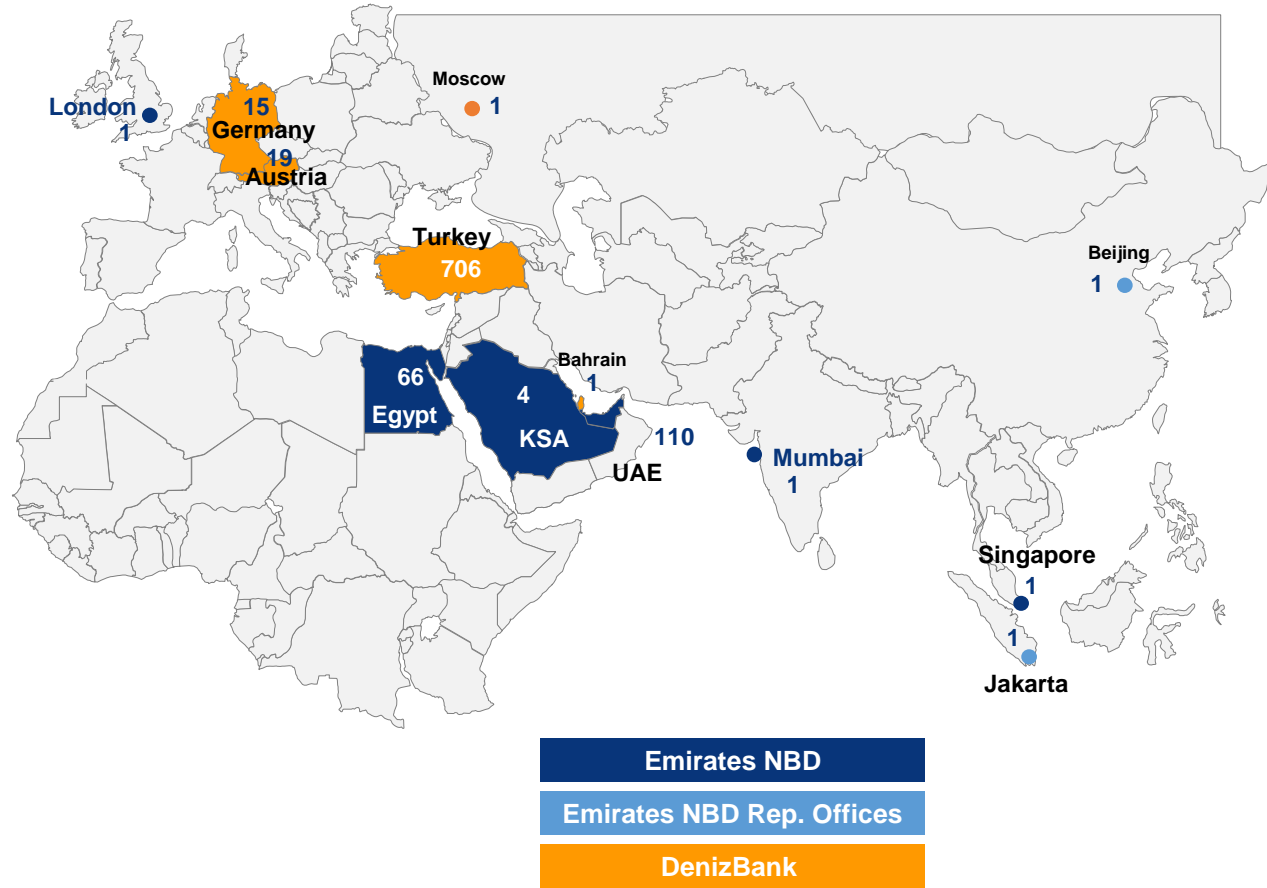 Moscow
1
London
1
15
Germany
19
Austria
Turkey
706
Beijing
1
Bahrain
1
66
Egypt
4
KSA
110
UAE
Mumbai
1
Singapore
1
1
Jakarta
Emirates NBD
Emirates NBD Rep. Offices
DenizBank